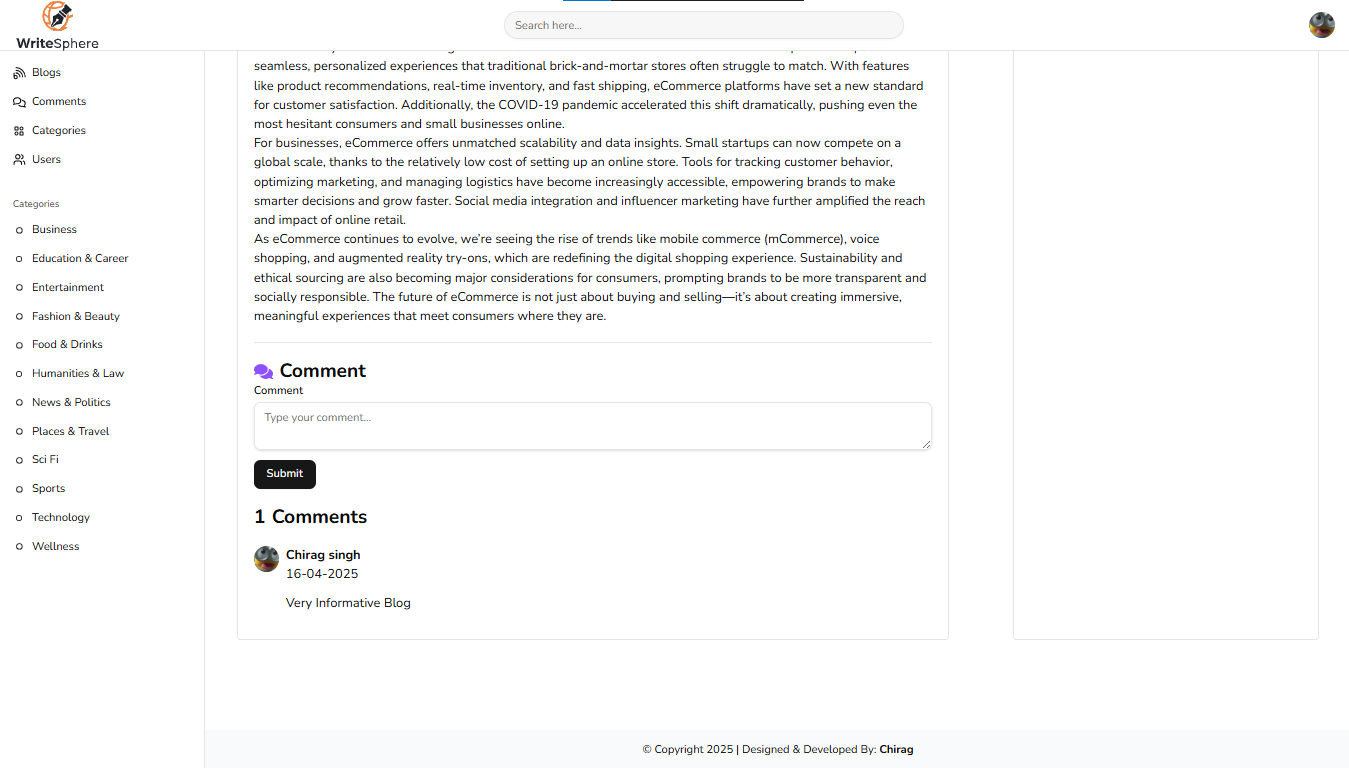 WriteSphere
Search here...
Blogs
Comments
Categories
Users
Categories
Business
Education & Career
Entertainment
Fashion & Beauty
Food & Drinks
Humanities & Law
News & Politics
Places & Travel
Sci Fi
Sports
Technology
Wellness
seamless, personalized experiences that traditional brick-and-mortar stores often struggle to match. With features
like product recommendations, real-time inventory, and fast shipping, eCommerce platforms have set a new standard
for customer satisfaction. Additionally, the COVID-19 pandemic accelerated this shift dramatically, pushing even the
most hesitant consumers and small businesses online.
For businesses, eCommerce offers unmatched scalability and data insights. Small startups can now compete on a
global scale, thanks to the relatively low cost of setting up an online store. Tools for tracking customer behavior,
optimizing marketing, and managing logistics have become increasingly accessible, empowering brands to make
smarter decisions and grow faster. Social media integration and influencer marketing have further amplified the reach
and impact of online retail.
As eCommerce continues to evolve, we’re seeing the rise of trends like mobile commerce (mCommerce), voice
shopping, and augmented reality try-ons, which are redefining the digital shopping experience. Sustainability and
ethical sourcing are also becoming major considerations for consumers, prompting brands to be more transparent and
socially responsible. The future of eCommerce is not just about buying and selling—it’s about creating immersive,
meaningful experiences that meet consumers where they are.
Comment
Comment
Type your comment...
Submit
1 Comments
Chirag singh
16-04-2025
Very Informative Blog
© Copyright 2025 | Designed & Developed By: Chirag